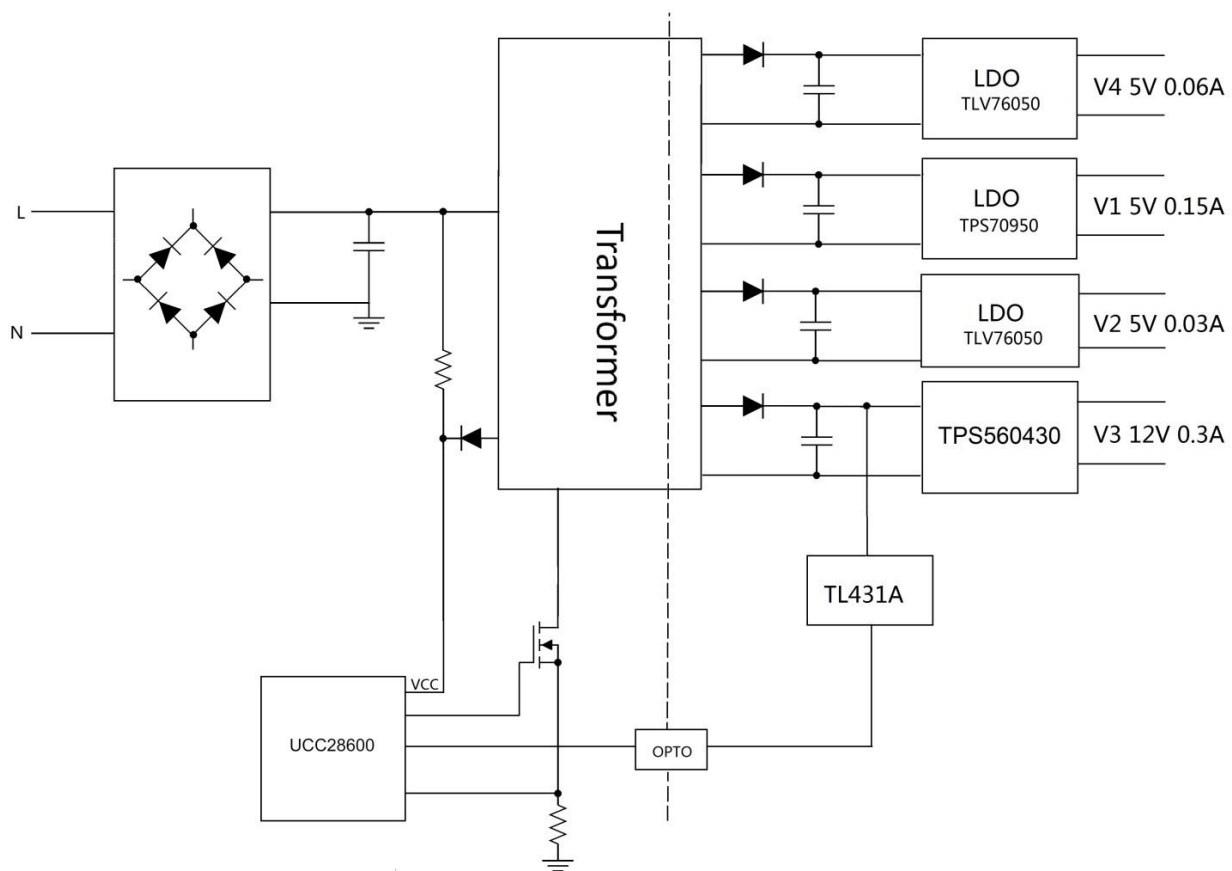 L
N
Transformer
LDO
TLV76050
V4 5V 0.06A
LDO
TPS70950
V1 5V 0.15A
LDO
TLV76050
V2 5V 0.03A
TPS560430
V3 12V 0.3A
TL431A
VCC
UCC28600
OPTO